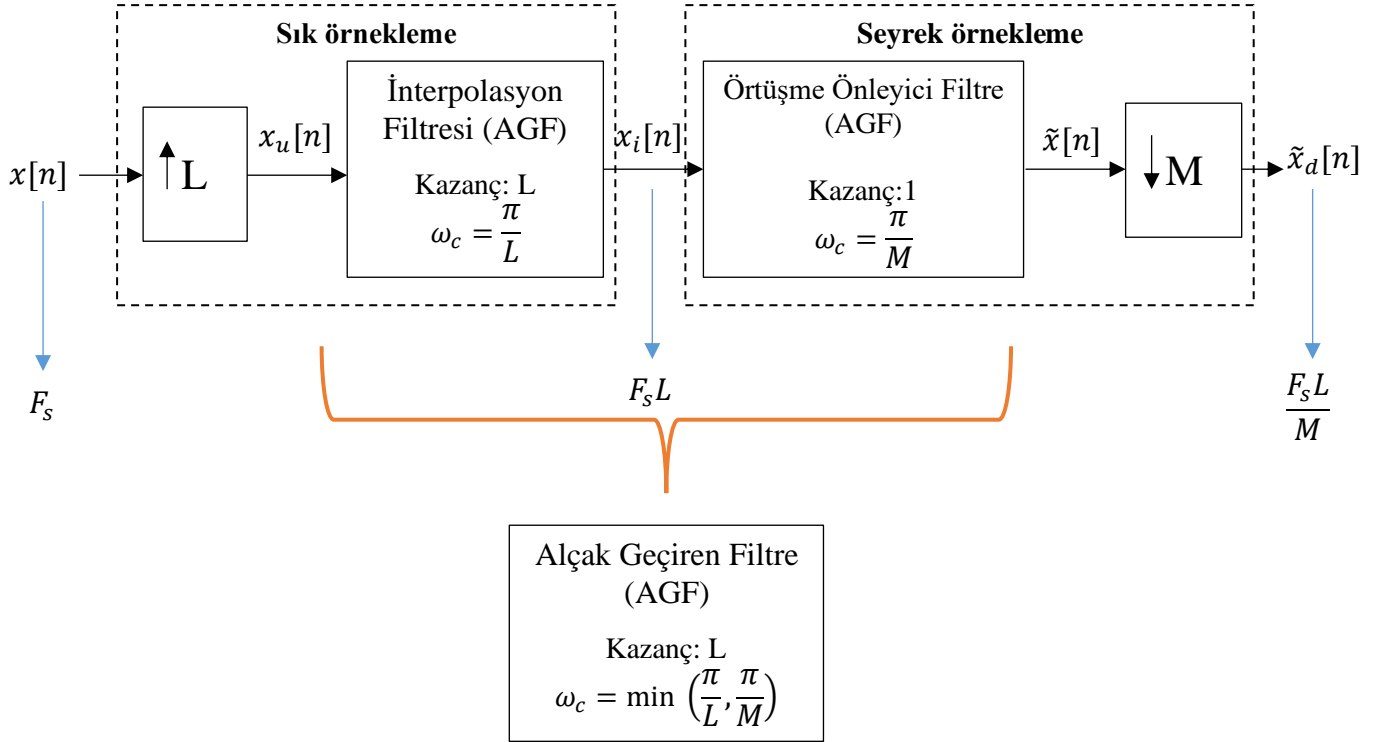 Sık örnekleme
Seyrek örnekleme
x[n]
↑L
x_u[n]
İnterpolasyon
Filtresi (AGF)
Kazanç: L
ω_c = π/L
x_i[n]
Örtüşme Önleyici Filtre
(AGF)
Kazanç:1
ω_c = π/M
x̃[n]
↓M
x̃_d[n]
F_s
F_sL
F_sL/M
Alçak Geçiren Filtre
(AGF)
Kazanç: L
ω_c = min (π/L, π/M)